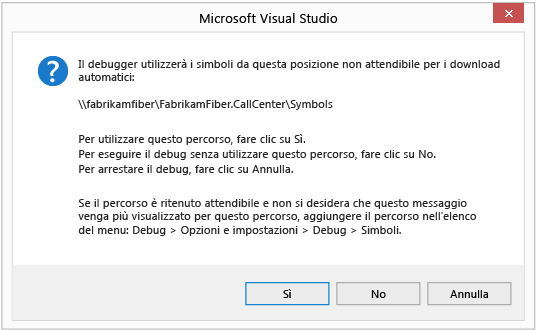 Microsoft Visual Studio
Il debugger utilizzerà i simboli da questa posizione non attendibile per i download
automatici:
\\fabrikamfiber\FabrikamFiber.CallCenter\Symbols
Per utilizzare questo percorso, fare clic su Sì.
Per eseguire il debug senza utilizzare questo percorso, fare clic su No.
Per arrestare il debug, fare clic su Annulla.
Se il percorso è ritenuto attendibile e non si desidera che questo messaggio
venga più visualizzato per questo percorso, aggiungere il percorso nell'elenco
del menu: Debug > Opzioni e impostazioni > Debug > Simboli.
Sì No Annulla